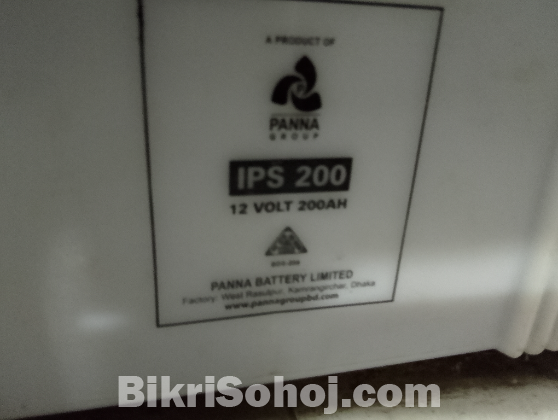 A PRODUCT OF
PANNA
GROUP
IPS 200
12 VOLT 200AH
PANNA BATTERY LIMITED
Factory: West Rasulpur, Kamrangirchar, Dhaka
www.pannagroupbd.com
BikriSohoj.com